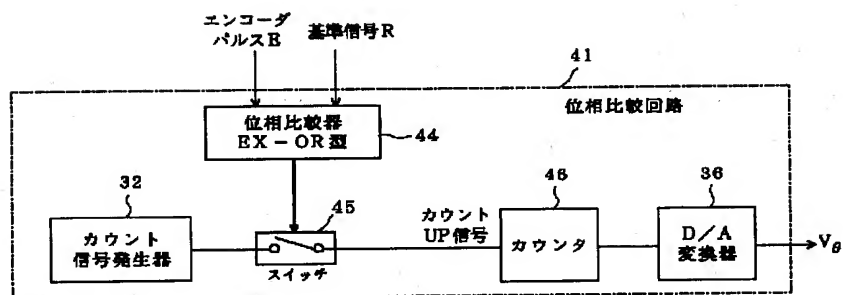 エンコーダ
パルスE
基準信号R
41
位相比較回路
位相比較器
EX－OR型
44
32
カウント
信号発生器
45
スイッチ
カウント
UP信号
46
カウンタ
36
D／A
変換器
Vθ